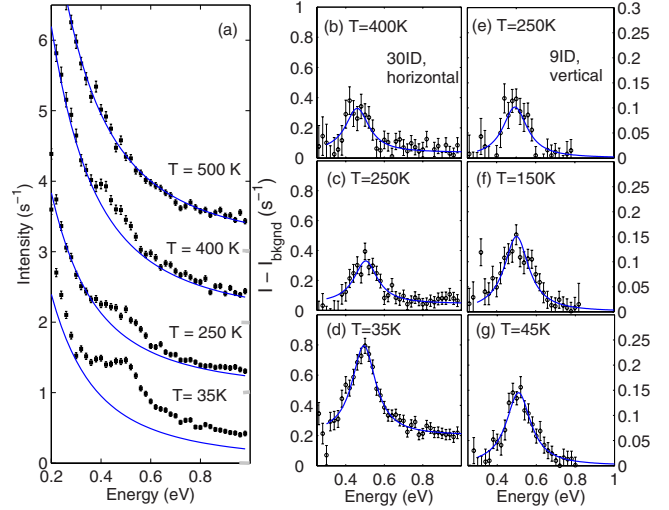 (a)
6
5
4
3
2
1
0
Intensity (s⁻¹)
T = 500 K
T = 400 K
T = 250 K
T = 35K
0.2 0.4 0.6 0.8
Energy (eV)
I − I_bkgnd (s⁻¹)
(b) T=400K
30ID,
horizontal
1
0.8
0.6
0.4
0.2
0
(c) T=250K
0.8
0.6
0.4
0.2
0
(d) T=35K
0.8
0.6
0.4
0.2
0
0.4 0.6 0.8
Energy (eV)
(e) T=250K
9ID,
vertical
0.3
0.25
0.2
0.15
0.1
0.05
0
(f) T=150K
0.25
0.2
0.15
0.1
0.05
0
(g) T=45K
0.25
0.2
0.15
0.1
0.05
0
0.4 0.6 0.8 1
Energy (eV)